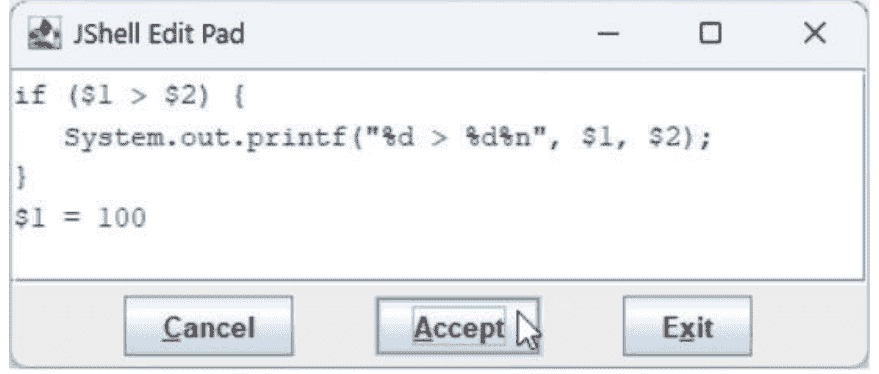 JShell Edit Pad
if ($1 > $2) {
   System.out.printf("%d > %d%n", $1, $2);
}
$1 = 100
Cancel
Accept
Exit